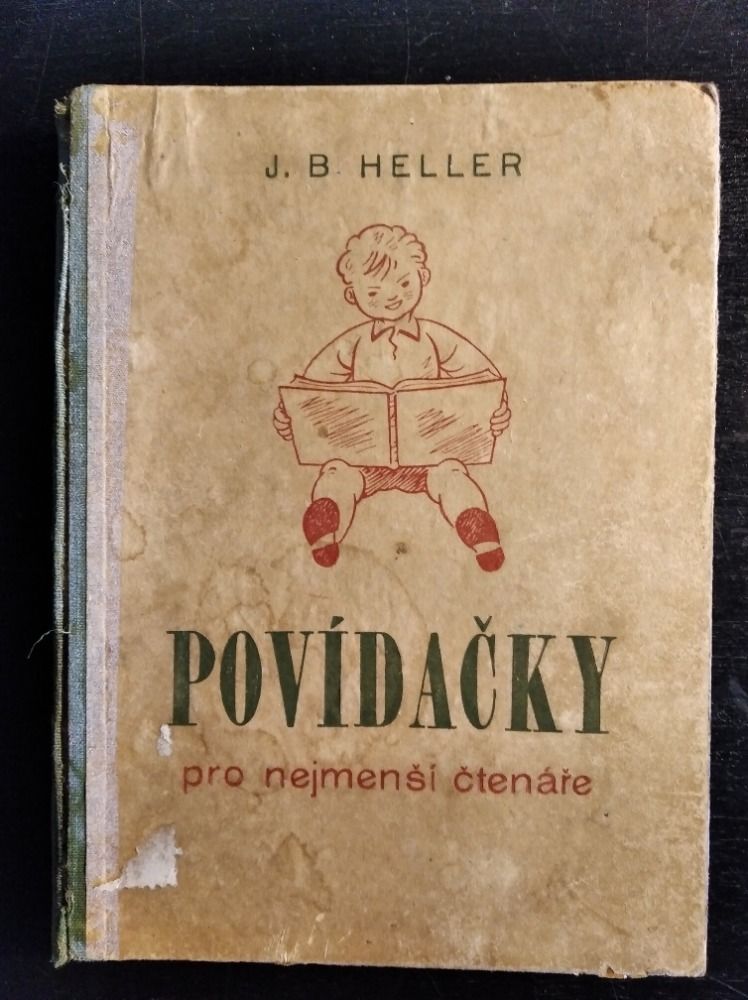 J. B. HELLER
POVÍDAČKY
pro nejmenší čtenáře